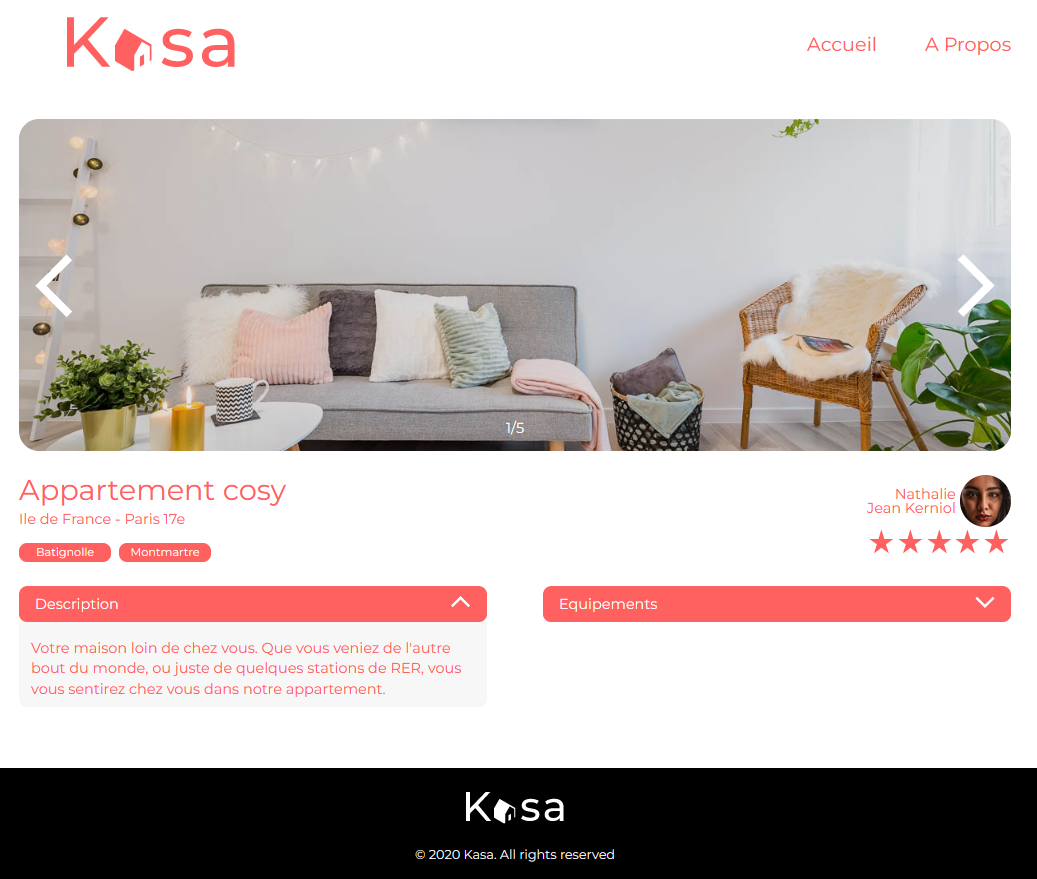 Kasa
Accueil
A Propos
1/5
Appartement cosy
Ile de France - Paris 17e
Batignolle
Montmartre
Nathalie
Jean Kerniol
Description
Votre maison loin de chez vous. Que vous veniez de l'autre
bout du monde, ou juste de quelques stations de RER, vous
vous sentirez chez vous dans notre appartement.
Equipements
Kasa
© 2020 Kasa. All rights reserved